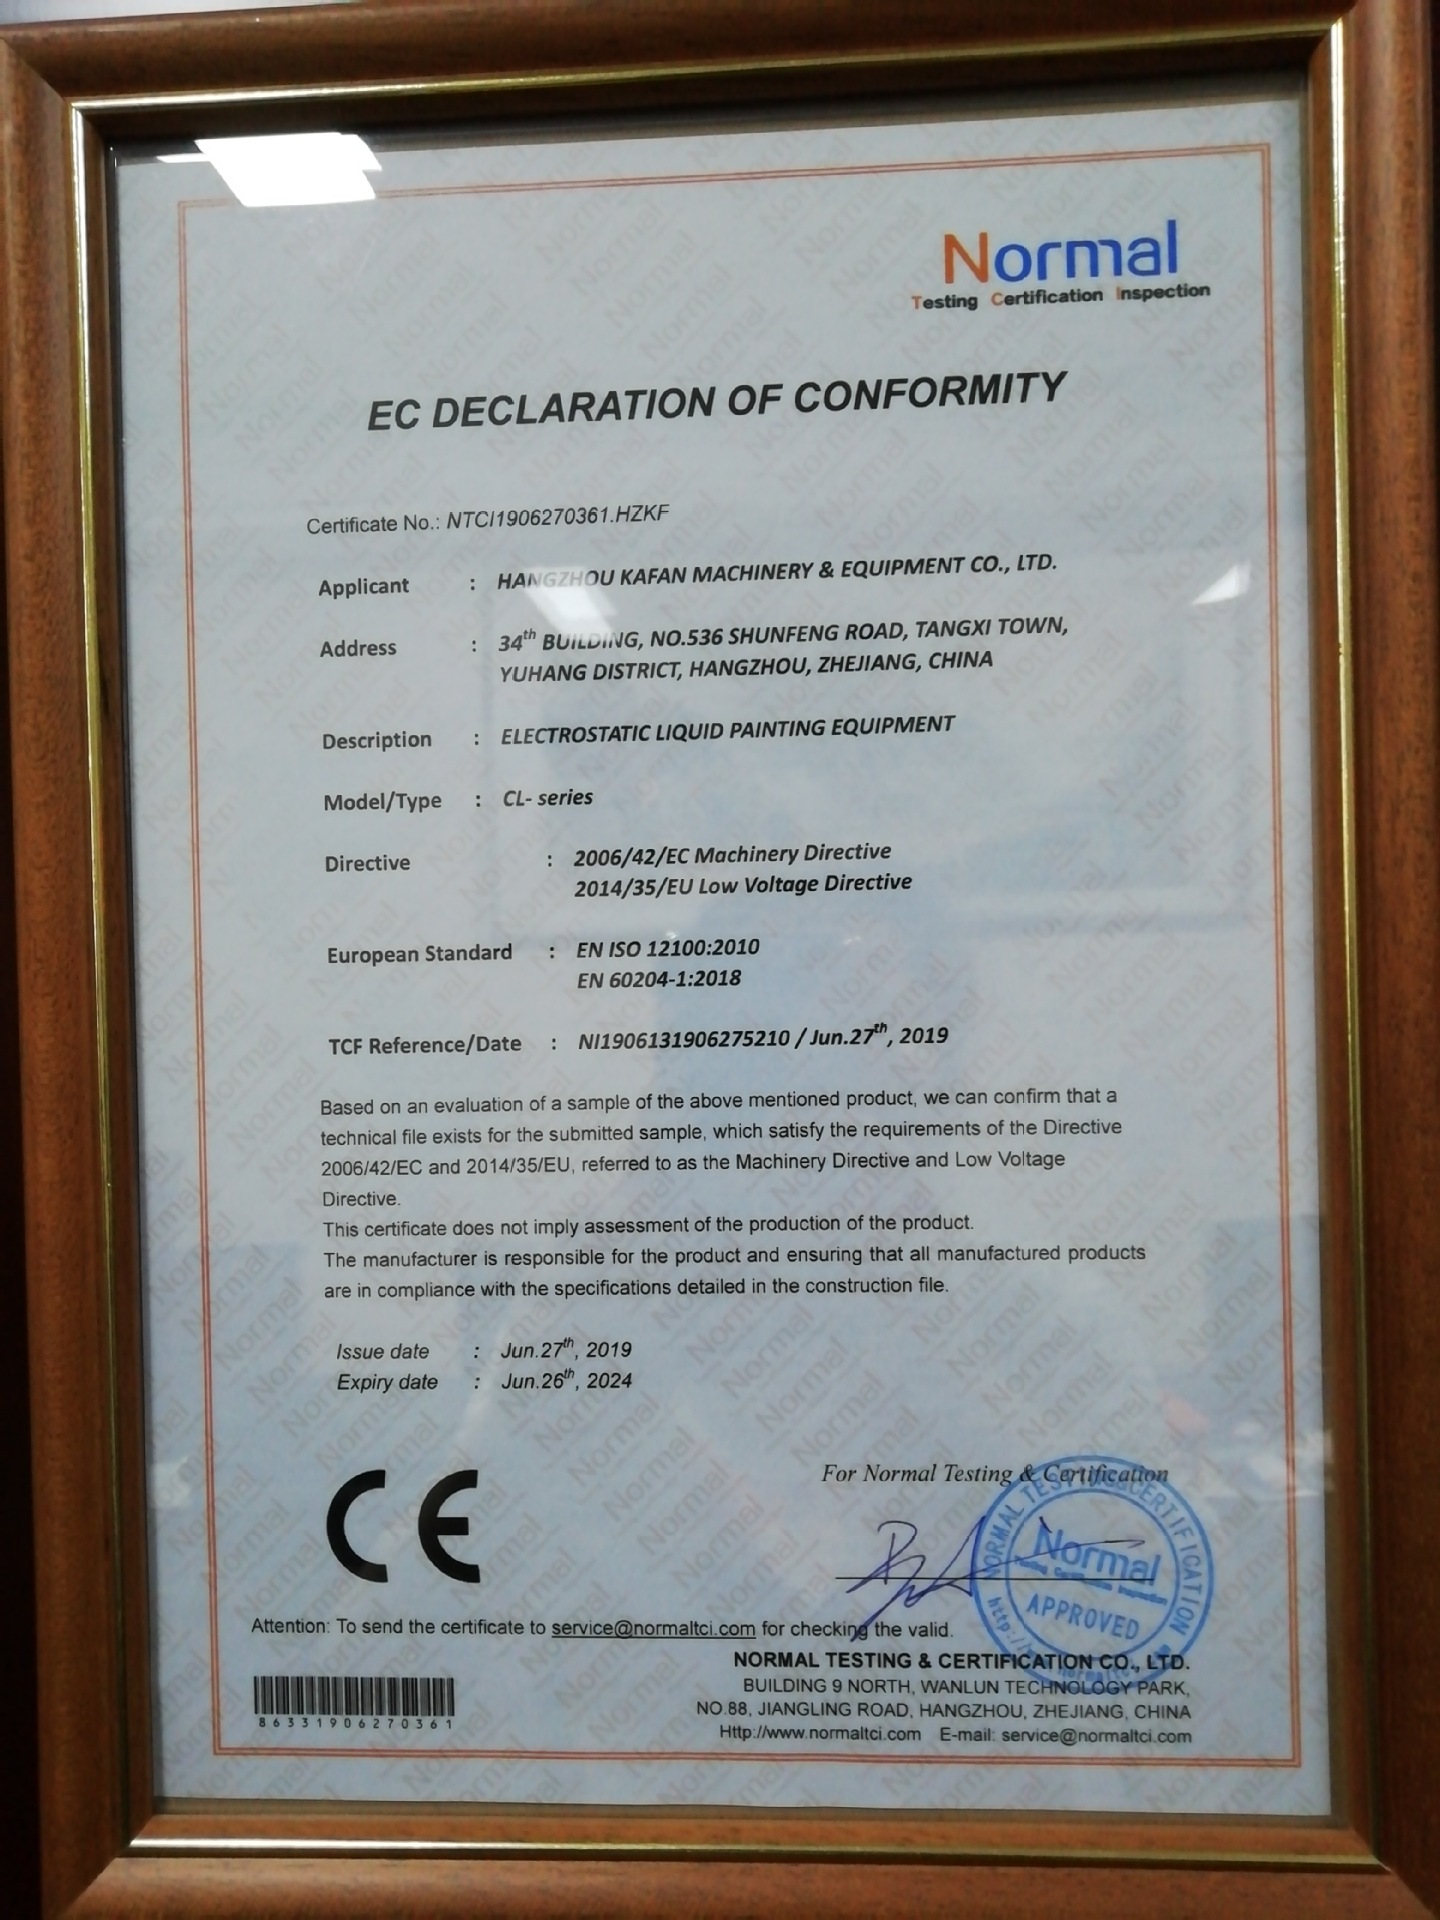 Normal
Testing Certification Inspection
EC DECLARATION OF CONFORMITY
Certificate No.: NTCI1906270361.HZKF
Applicant : HANGZHOU KAFAN MACHINERY & EQUIPMENT CO., LTD.
Address : 34th BUILDING, NO.536 SHUNFENG ROAD, TANGXI TOWN,
YUHANG DISTRICT, HANGZHOU, ZHEJIANG, CHINA
Description : ELECTROSTATIC LIQUID PAINTING EQUIPMENT
Model/Type : CL- series
Directive : 2006/42/EC Machinery Directive
2014/35/EU Low Voltage Directive
European Standard : EN ISO 12100:2010
EN 60204-1:2018
TCF Reference/Date : NI1906131906275210 / Jun.27th, 2019
Based on an evaluation of a sample of the above mentioned product, we can confirm that a
technical file exists for the submitted sample, which satisfy the requirements of the Directive
2006/42/EC and 2014/35/EU, referred to as the Machinery Directive and Low Voltage
Directive.
This certificate does not imply assessment of the production of the product.
The manufacturer is responsible for the product and ensuring that all manufactured products
are in compliance with the specifications detailed in the construction file.
Issue date : Jun.27th, 2019
Expiry date : Jun.26th, 2024
CE
For Normal Testing & Certification
NORMAL TESTING&CERTIFICATION
Normal
APPROVED
Attention: To send the certificate to service@normaltci.com for checking the valid.
NORMAL TESTING & CERTIFICATION CO., LTD.
BUILDING 9 NORTH, WANLUN TECHNOLOGY PARK,
NO.88, JIANGLING ROAD, HANGZHOU, ZHEJIANG, CHINA
Http://www.normaltci.com E-mail: service@normaltci.com
8633190627036​1